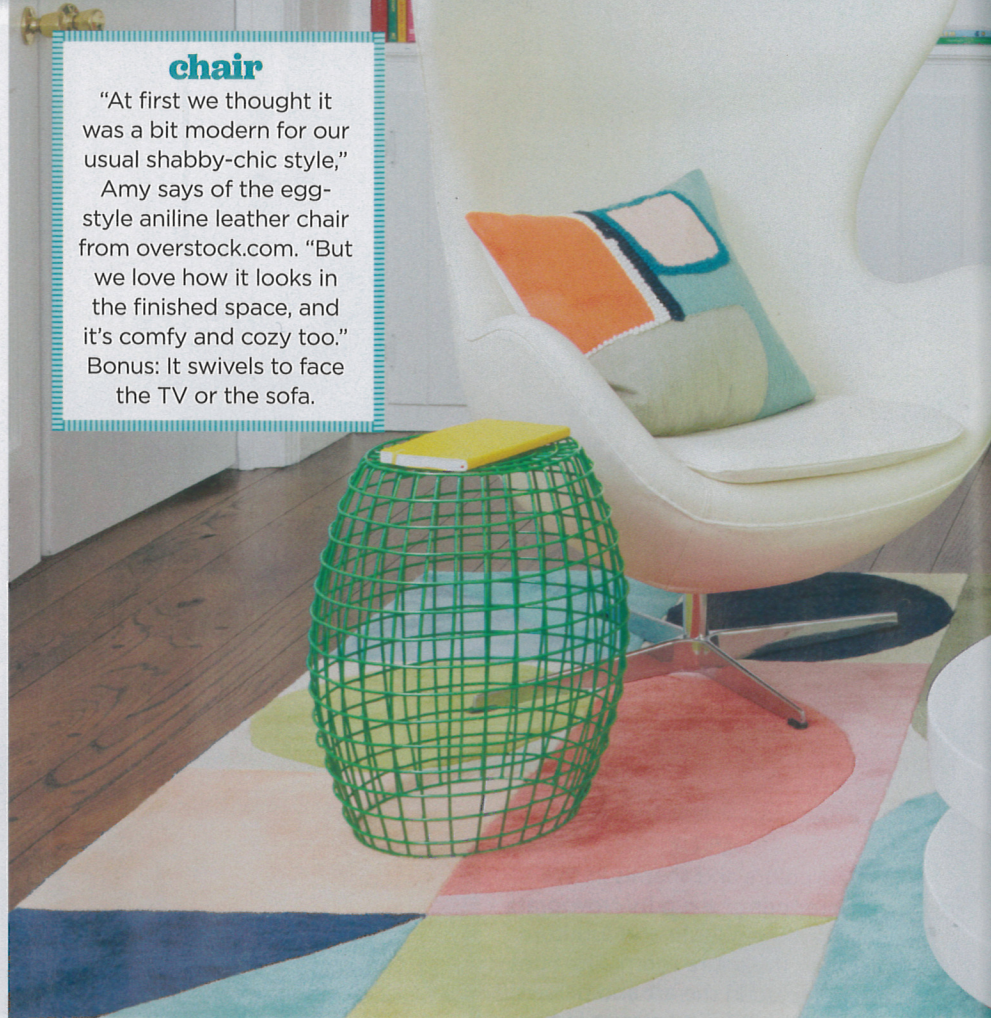 chair
“At first we thought it
was a bit modern for our
usual shabby-chic style,”
Amy says of the egg-
style aniline leather chair
from overstock.com. “But
we love how it looks in
the finished space, and
it’s comfy and cozy too.”
Bonus: It swivels to face
the TV or the sofa.